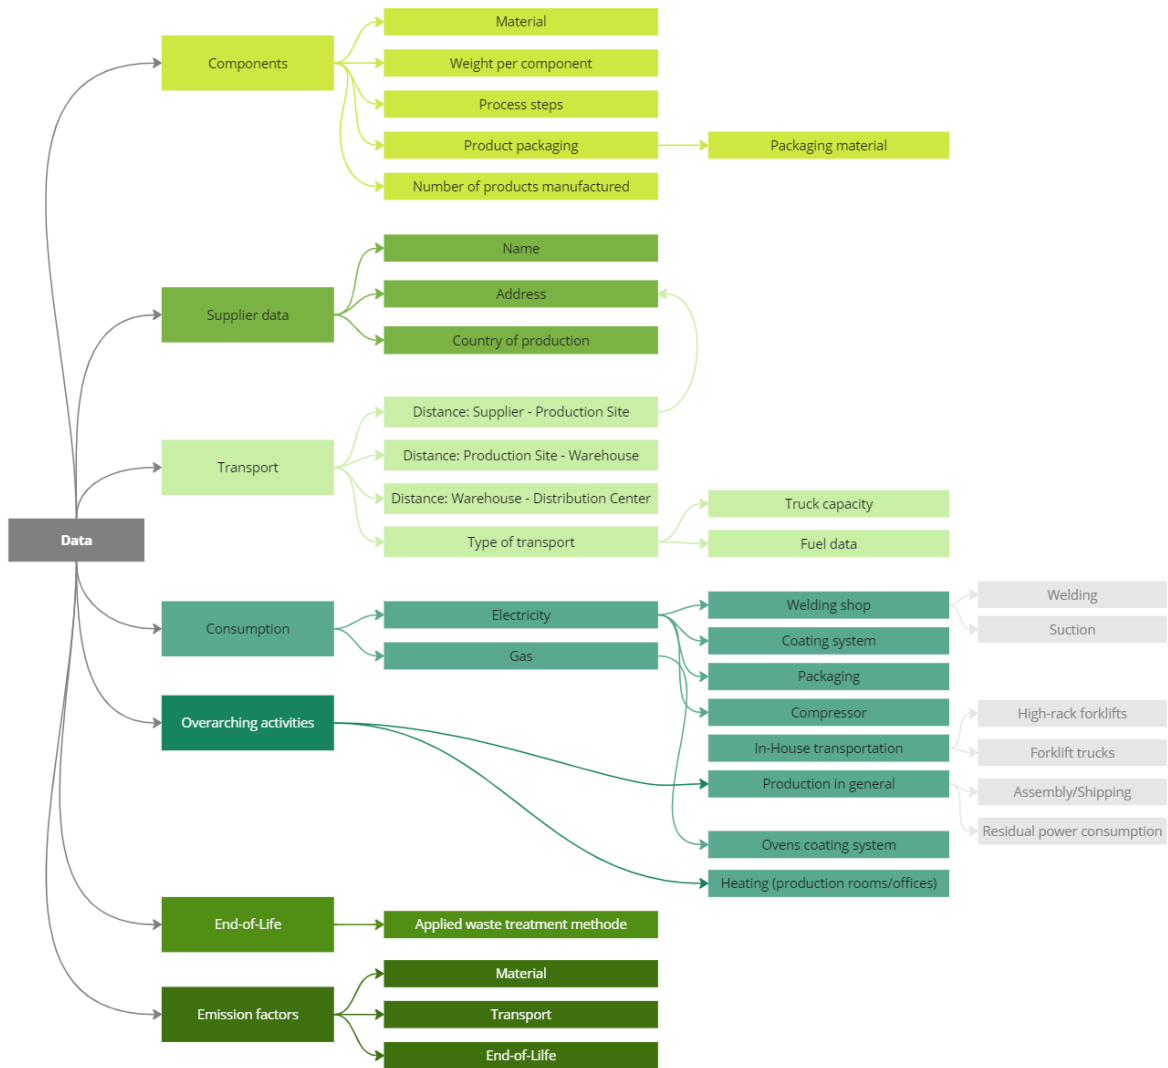 Data
Components
Material
Weight per component
Process steps
Product packaging
Packaging material
Number of products manufactured
Supplier data
Name
Address
Country of production
Transport
Distance: Supplier - Production Site
Distance: Production Site - Warehouse
Distance: Warehouse - Distribution Center
Type of transport
Truck capacity
Fuel data
Consumption
Electricity
Gas
Welding shop
Welding
Suction
Coating system
Packaging
Compressor
In-House transportation
High-rack forklifts
Forklift trucks
Overarching activities
Production in general
Assembly/Shipping
Residual power consumption
Ovens coating system
Heating (production rooms/offices)
End-of-Life
Applied waste treatment methode
Emission factors
Material
Transport
End-of-Lilfe